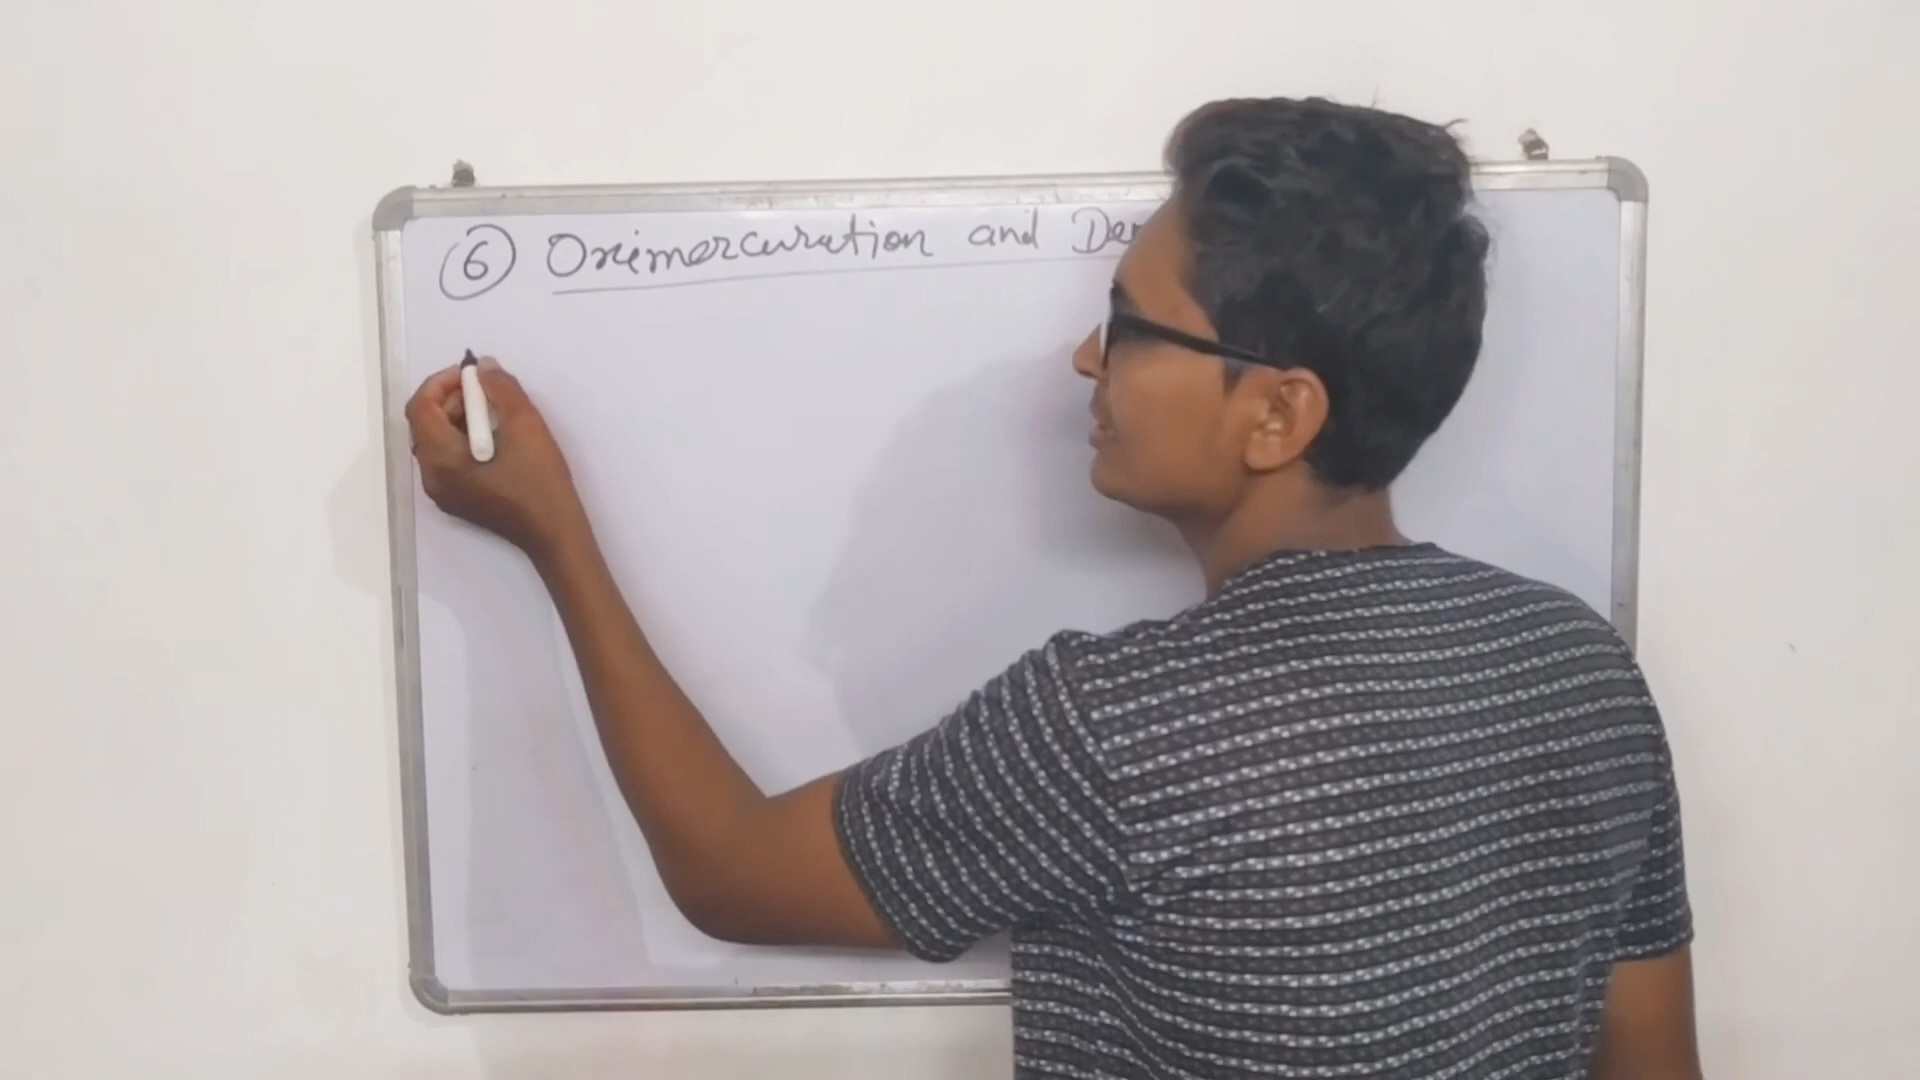 ⑥ Oximercuration and De